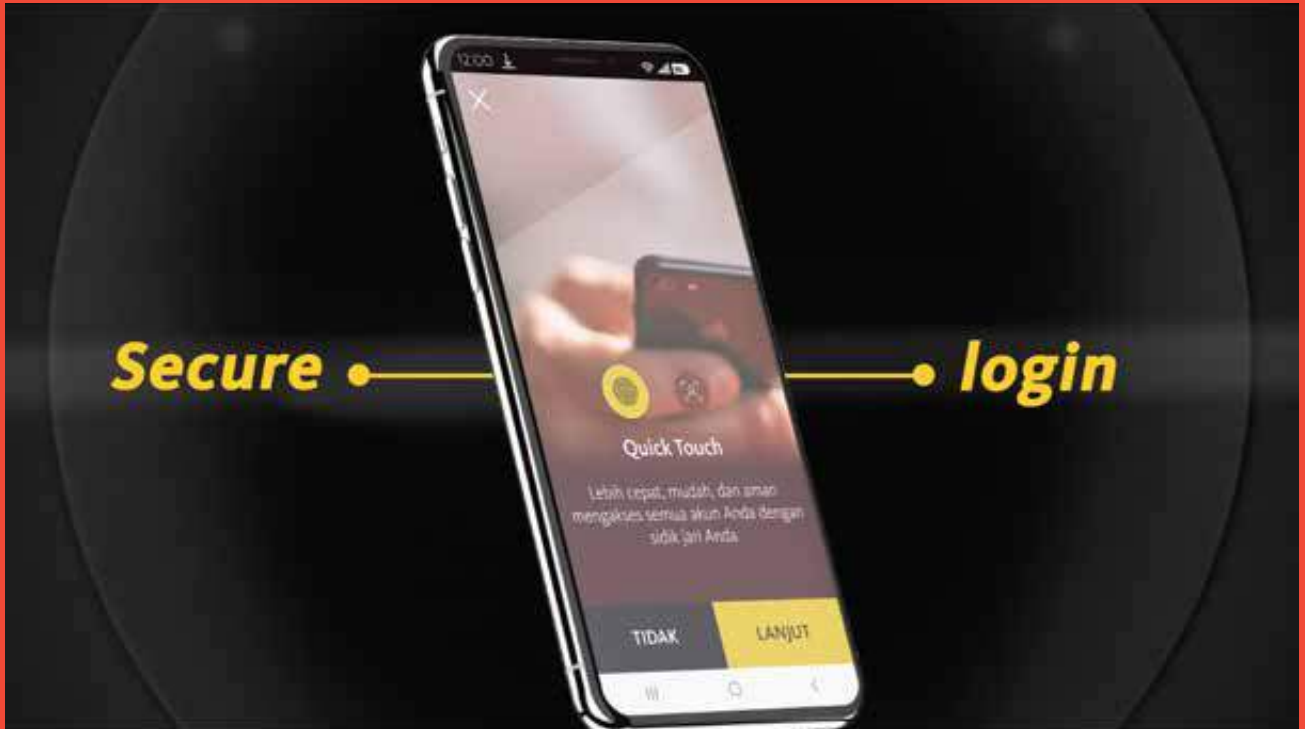 12:00
Secure
login
Quick Touch
Lebih cepat, mudah, dan aman
mengakses semua akun Anda dengan
sidik jari Anda
TIDAK
LANJUT